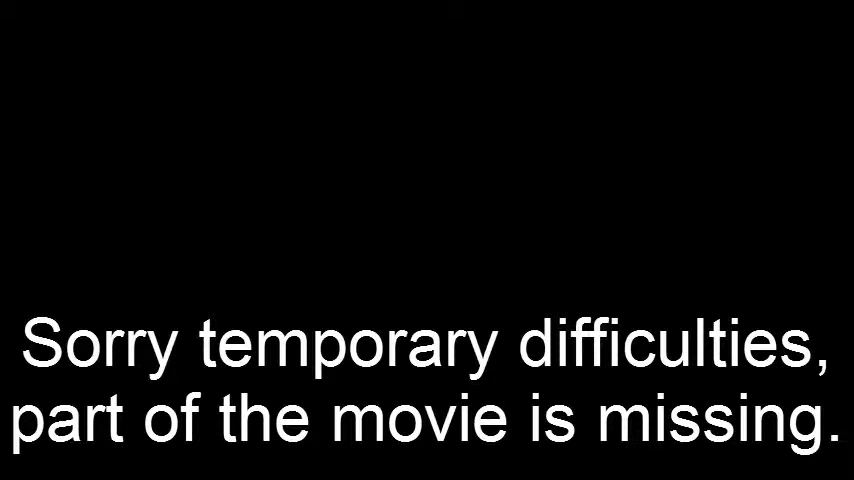 Sorry temporary difficulties,
part of the movie is missing.